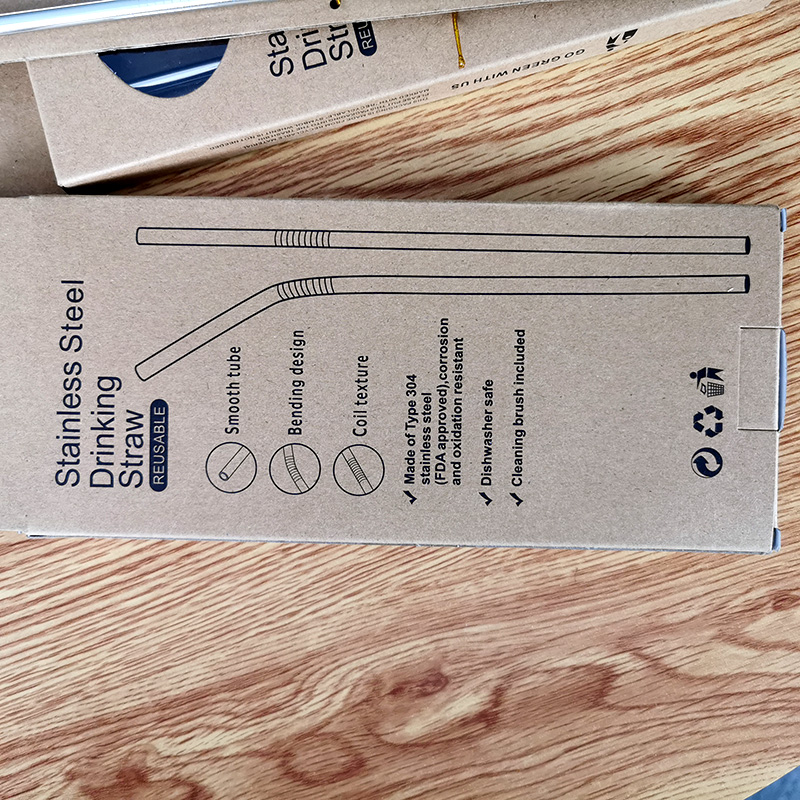 Stainless Steel
Drinking
Straw
REUSABLE
Smooth tube
Bending design
Coil texture
✓ Made of Type 304
stainless steel
(FDA approved),corrosion
and oxidation resistant
✓ Dishwasher safe
✓ Cleaning brush included
GO GREEN WITH US